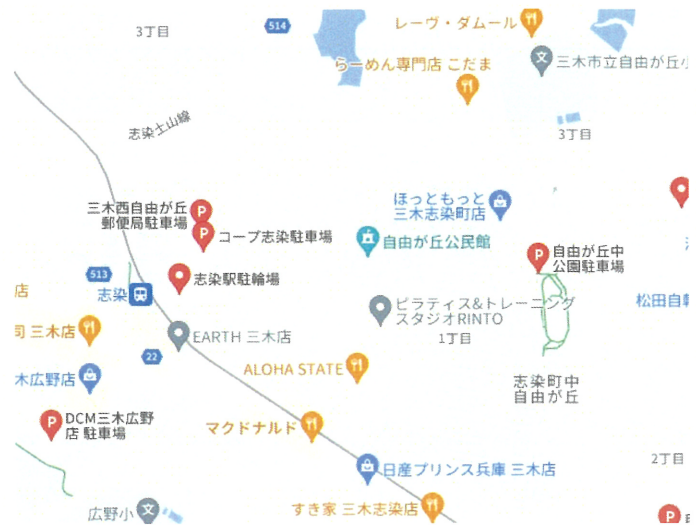 3丁目
514
レーヴ・ダムール
らーめん専門店 こだま
三木市立自由が丘小
志染土山線
3丁目
三木西自由が丘
郵便局駐車場
コープ志染駐車場
ほっともっと
三木志染町店
自由が丘公民館
自由が丘中
公園駐車場
513
志染
志染駅駐輪場
店
ピラティス&トレーニング
スタジオRINTO
松田自転
司 三木店
EARTH 三木店
1丁目
22
ALOHA STATE
木広野店
志染町中
自由が丘
DCM三木広野
店 駐車場
マクドナルド
2丁目
日産プリンス兵庫 三木店
すき家 三木志染店
広野小